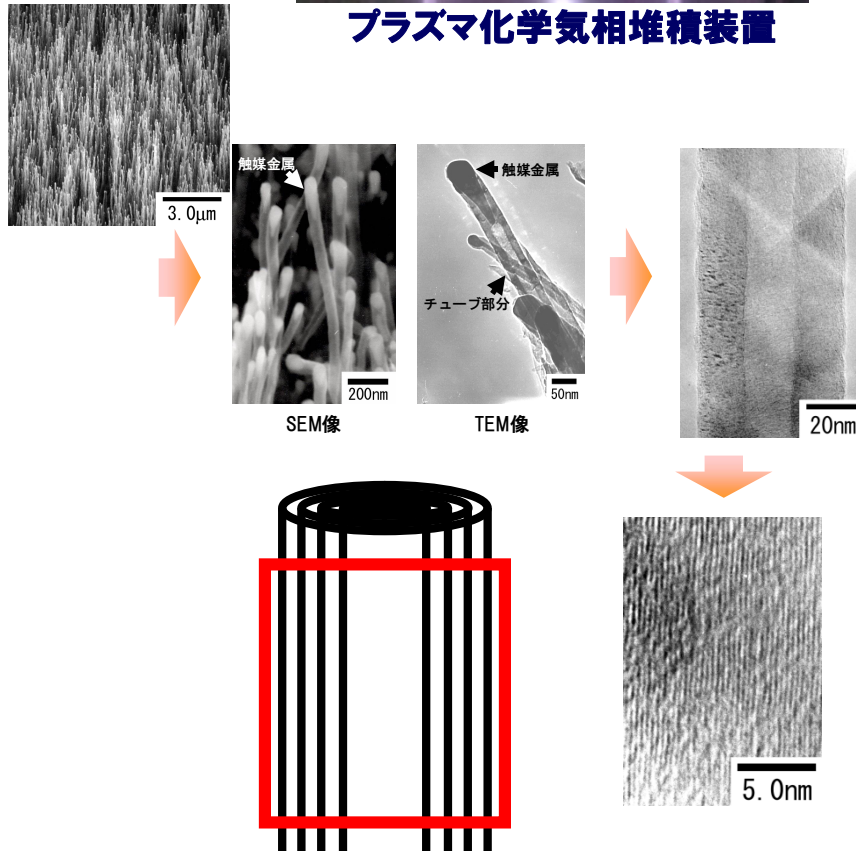 プラズマ化学気相堆積装置
3.0μm
触媒金属
200nm
SEM像
触媒金属
チューブ部分
50nm
TEM像
20nm
5.0nm